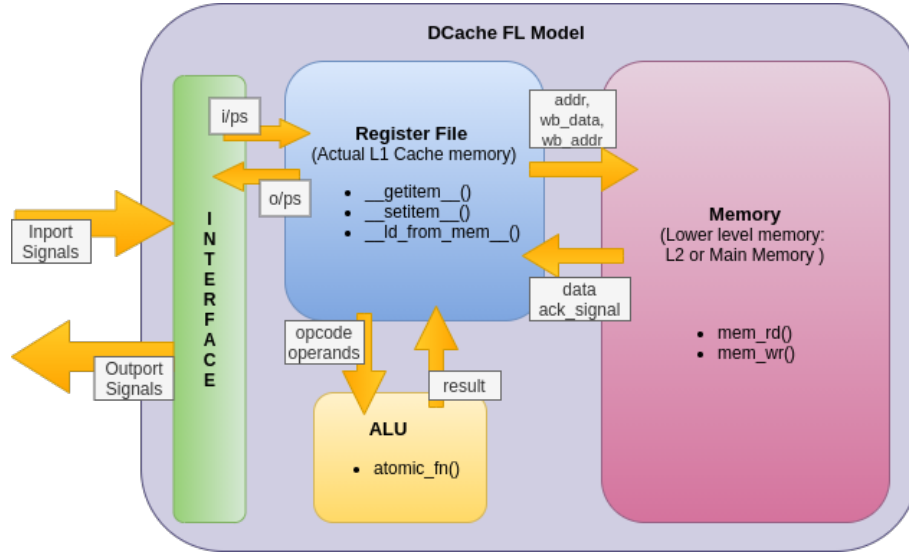 DCache FL Model
INTERFACE
i/ps
o/ps
Inport
Signals
Outport
Signals
Register File
(Actual L1 Cache memory)
• __getitem__()
• __setitem__()
• __ld_from_mem__()
addr,
wb_data,
wb_addr
data
ack_signal
Memory
(Lower level memory:
L2 or Main Memory )
• mem_rd()
• mem_wr()
opcode
operands
result
ALU
• atomic_fn()